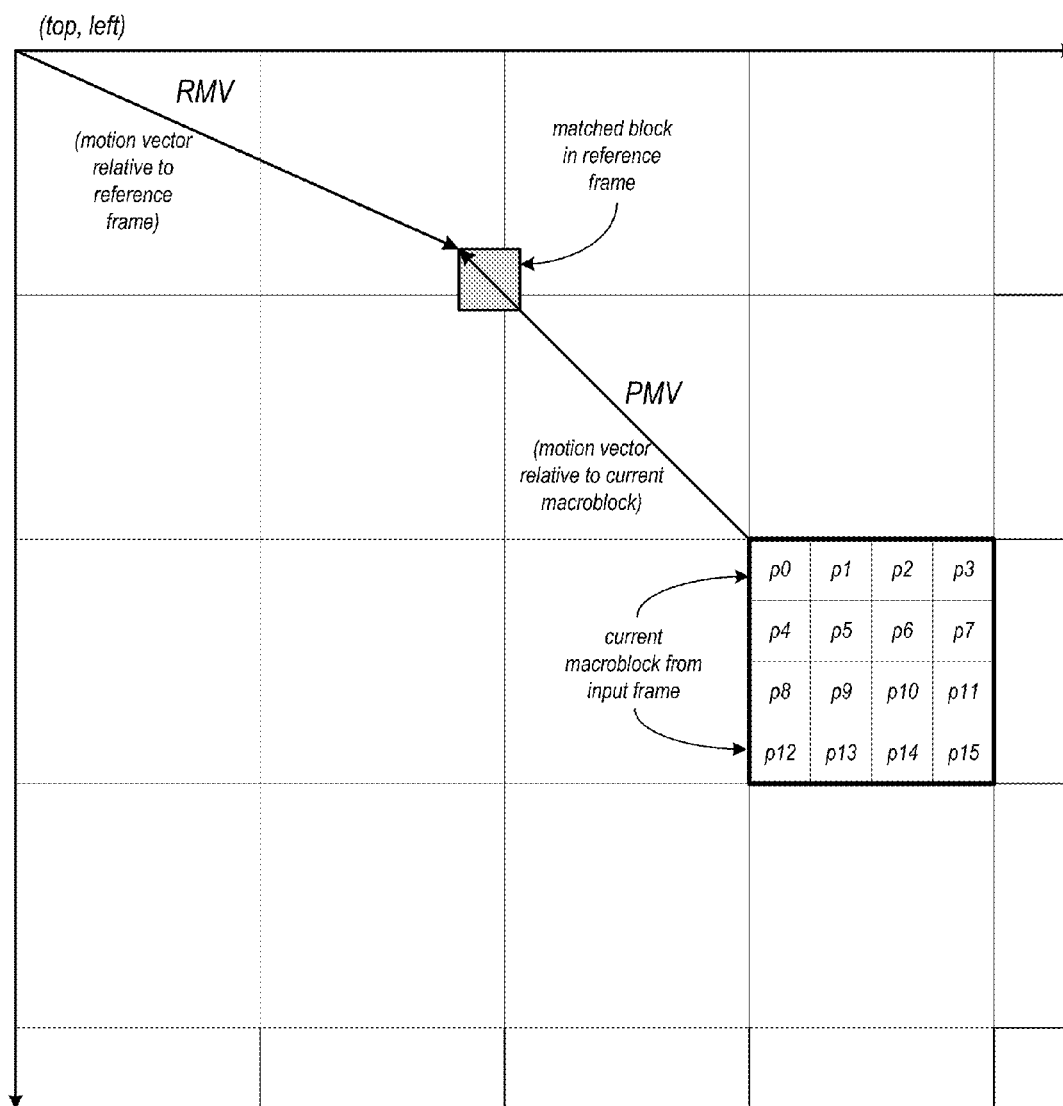 (top, left)
RMV
(motion vector
relative to
reference
frame)
matched block
in reference
frame
PMV
(motion vector
relative to current
macroblock)
current
macroblock from
input frame
p0 p1 p2 p3
p4 p5 p6 p7
p8 p9 p10 p11
p12 p13 p14 p15